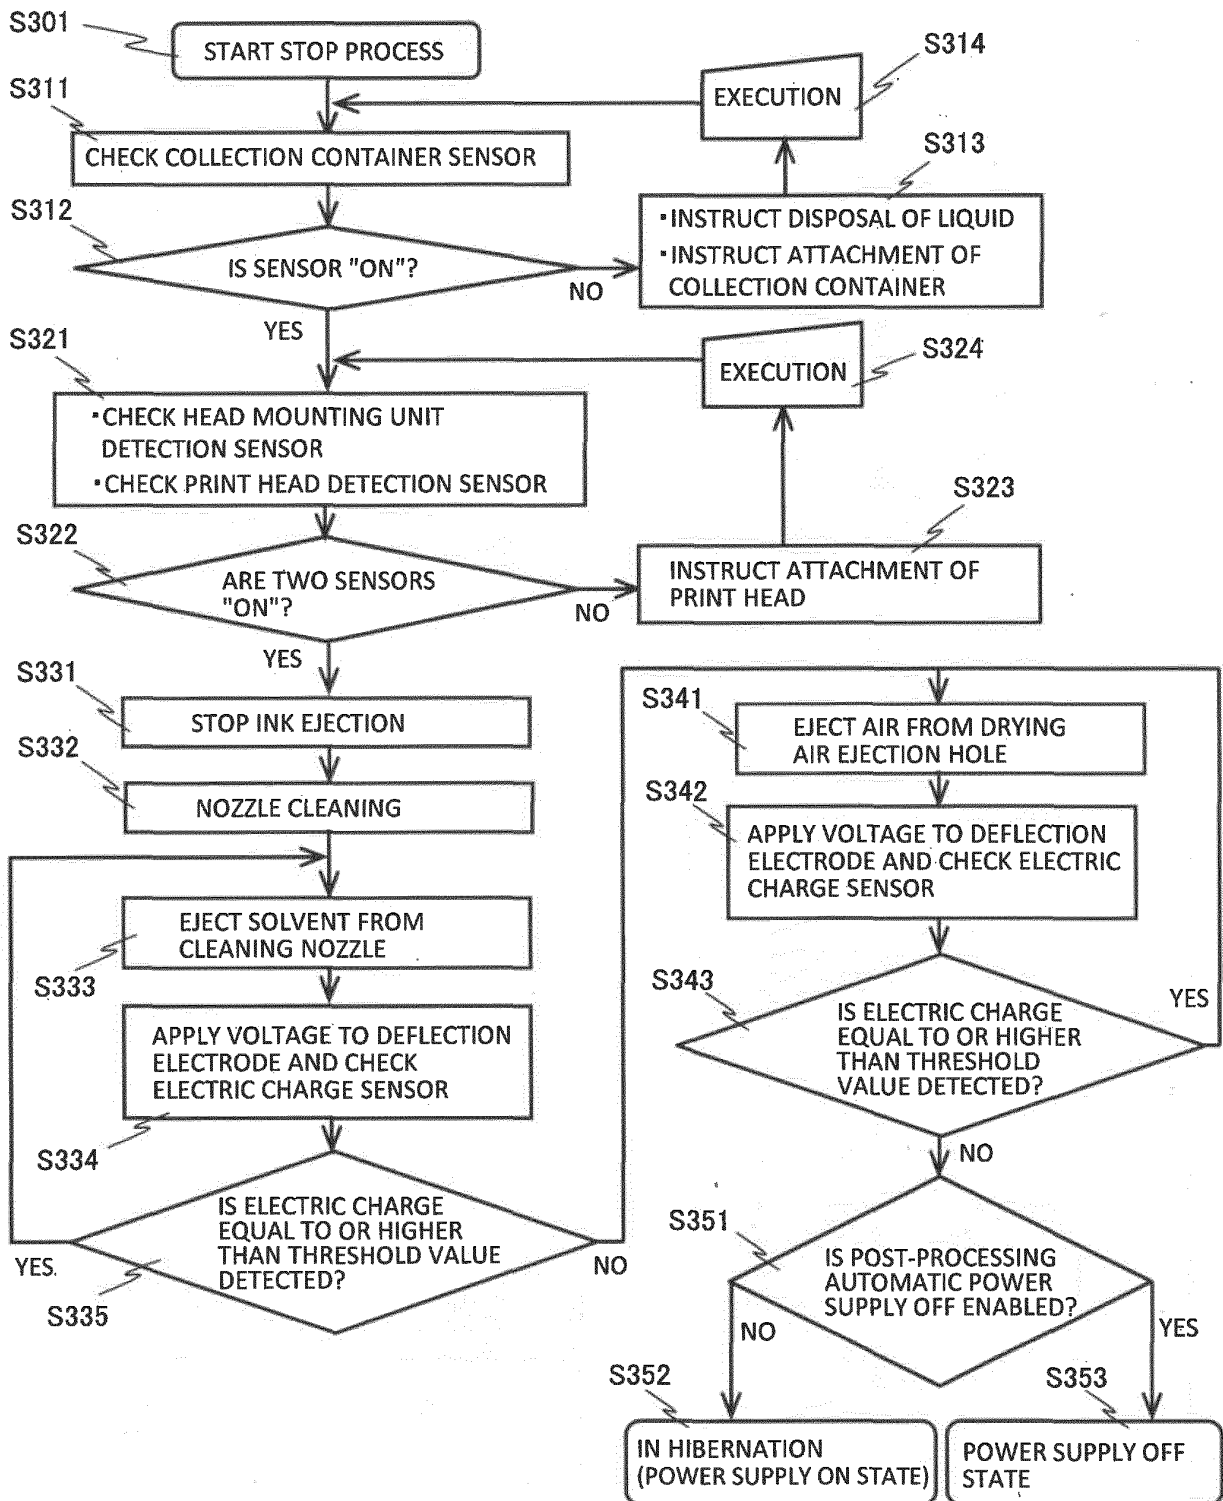 S301
START STOP PROCESS
S311
CHECK COLLECTION CONTAINER SENSOR
S314
EXECUTION
S312
IS SENSOR "ON"?
NO
YES
S313
・INSTRUCT DISPOSAL OF LIQUID
・INSTRUCT ATTACHMENT OF
COLLECTION CONTAINER
S321
・CHECK HEAD MOUNTING UNIT
DETECTION SENSOR
・CHECK PRINT HEAD DETECTION SENSOR
S324
EXECUTION
S322
ARE TWO SENSORS
"ON"?
NO
YES
S323
INSTRUCT ATTACHMENT OF
PRINT HEAD
S331
STOP INK EJECTION
S332
NOZZLE CLEANING
EJECT SOLVENT FROM
CLEANING NOZZLE
S333
APPLY VOLTAGE TO DEFLECTION
ELECTRODE AND CHECK
ELECTRIC CHARGE SENSOR
S334
IS ELECTRIC CHARGE
EQUAL TO OR HIGHER
THAN THRESHOLD VALUE
DETECTED?
YES.
NO
S335
S341
EJECT AIR FROM DRYING
AIR EJECTION HOLE
S342
APPLY VOLTAGE TO DEFLECTION
ELECTRODE AND CHECK ELECTRIC
CHARGE SENSOR
S343
IS ELECTRIC CHARGE
EQUAL TO OR HIGHER
THAN THRESHOLD
VALUE DETECTED?
YES
NO
S351
IS POST-PROCESSING
AUTOMATIC POWER
SUPPLY OFF ENABLED?
NO
YES
S352
IN HIBERNATION
(POWER SUPPLY ON STATE)
S353
POWER SUPPLY OFF
STATE